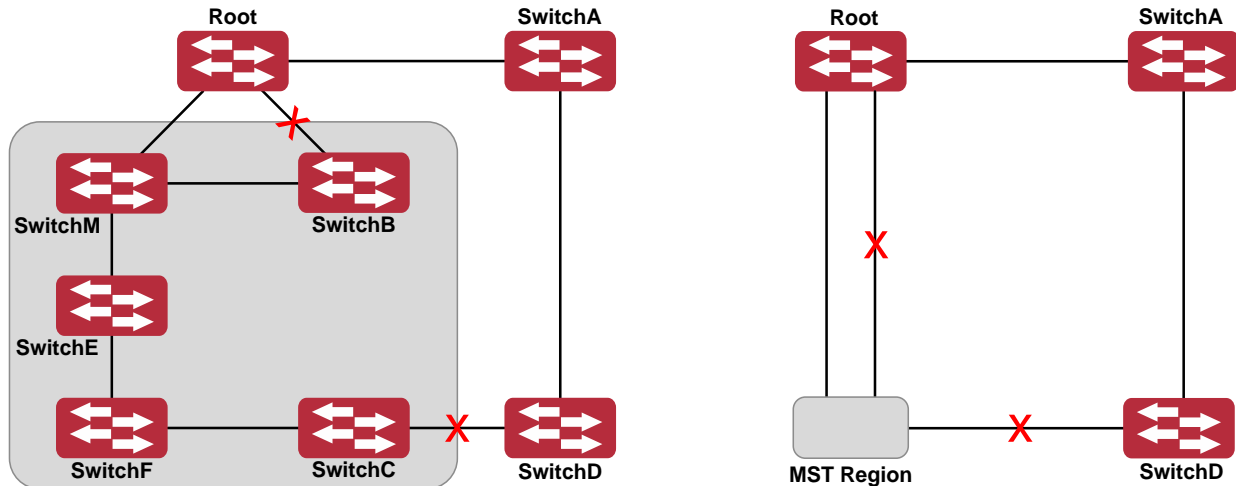 Root
SwitchA
SwitchM
SwitchB
SwitchE
SwitchF
SwitchC
SwitchD
Root
SwitchA
MST Region
SwitchD